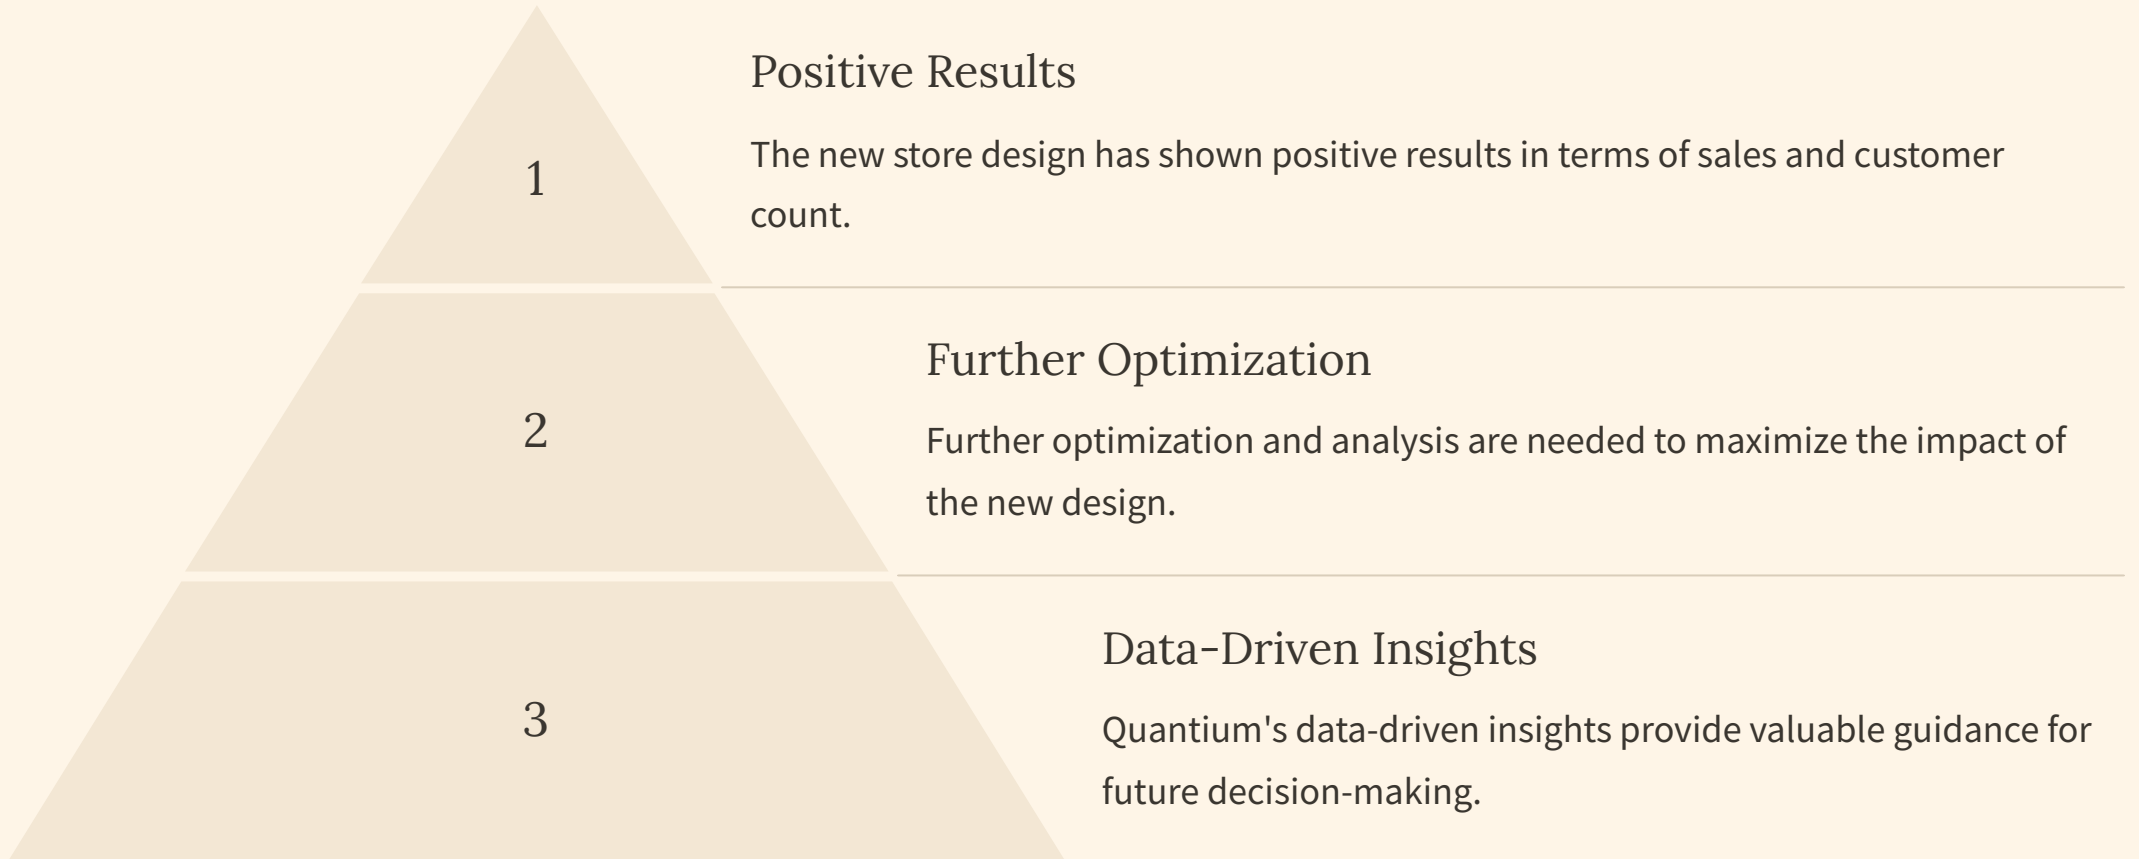 1
Positive Results
The new store design has shown positive results in terms of sales and customer
count.
2
Further Optimization
Further optimization and analysis are needed to maximize the impact of
the new design.
3
Data-Driven Insights
Quantium's data-driven insights provide valuable guidance for
future decision-making.